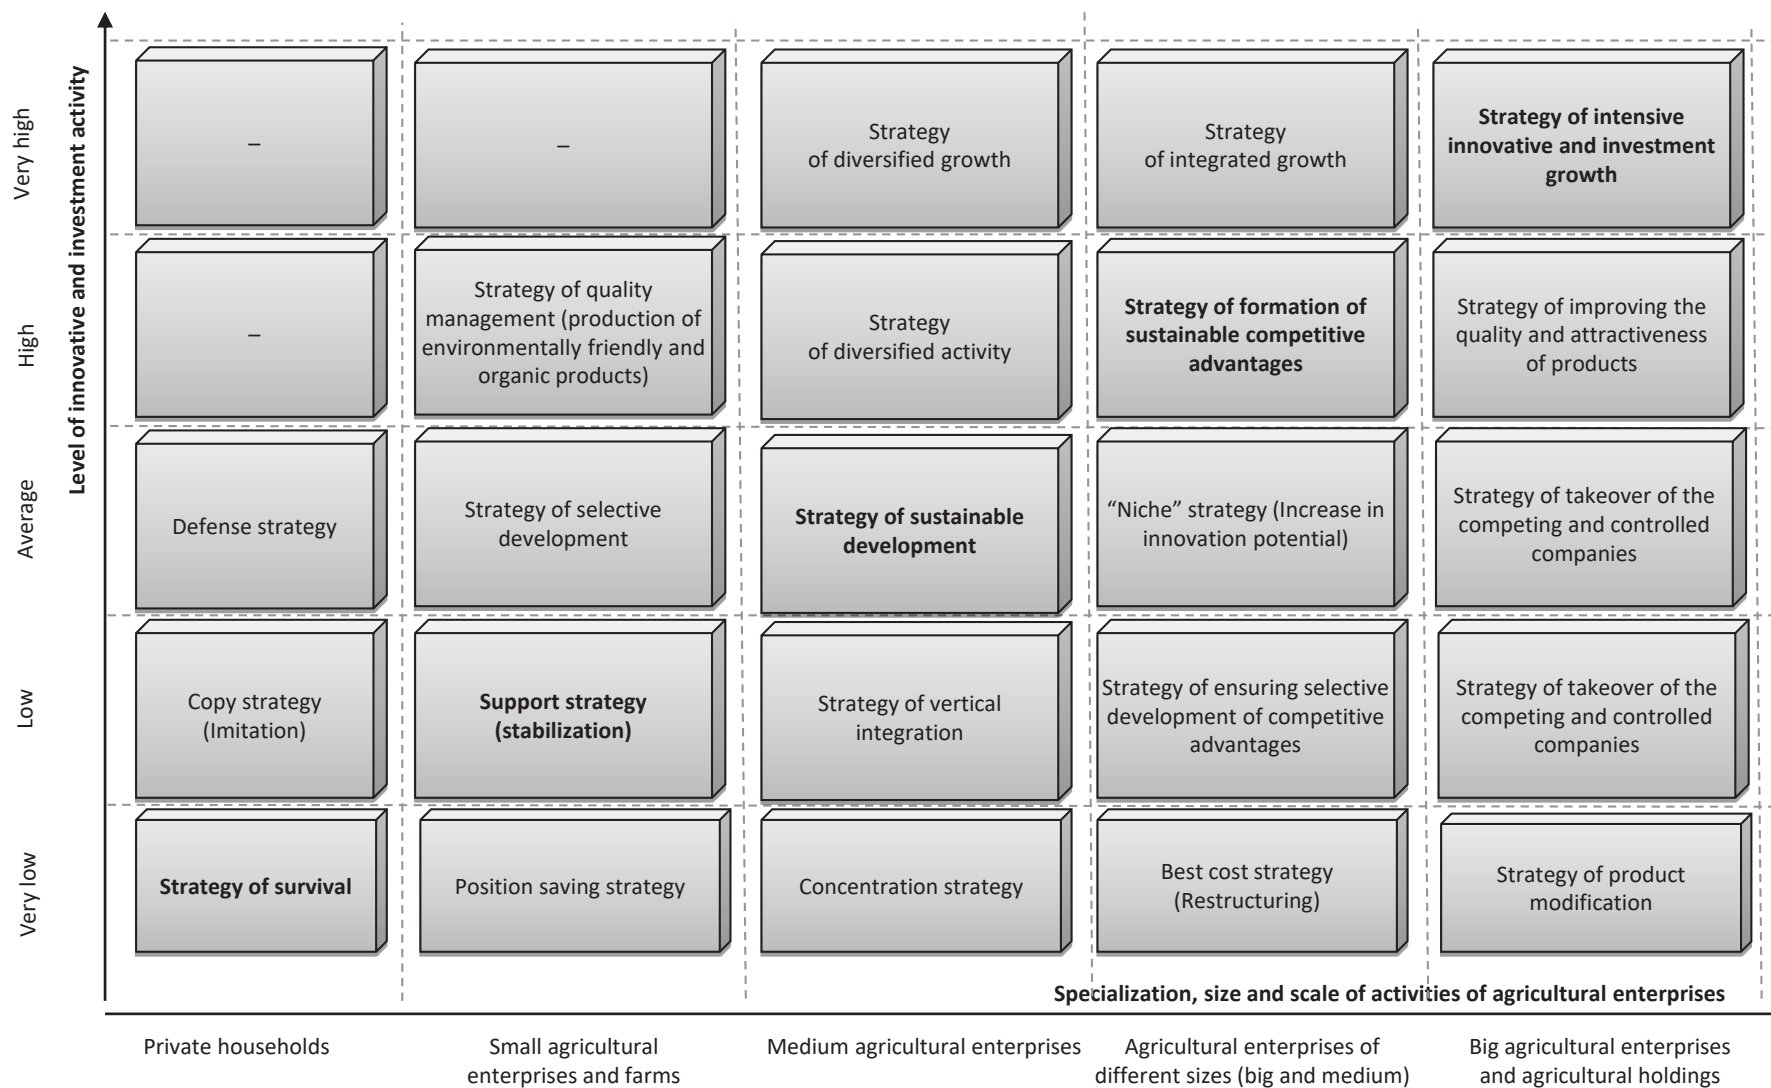 Level of innovative and investment activity
Very high
–
–
Strategy
of diversified growth
Strategy
of integrated growth
Strategy of intensive
innovative and investment
growth
High
–
Strategy of quality
management (production of
environmentally friendly and
organic products)
Strategy
of diversified activity
Strategy of formation of
sustainable competitive
advantages
Strategy of improving the
quality and attractiveness
of products
Average
Defense strategy
Strategy of selective
development
Strategy of sustainable
development
“Niche” strategy (Increase in
innovation potential)
Strategy of takeover of the
competing and controlled
companies
Low
Copy strategy
(Imitation)
Support strategy
(stabilization)
Strategy of vertical
integration
Strategy of ensuring selective
development of competitive
advantages
Strategy of takeover of the
competing and controlled
companies
Very low
Strategy of survival
Position saving strategy
Concentration strategy
Best cost strategy
(Restructuring)
Strategy of product
modification
Specialization, size and scale of activities of agricultural enterprises
Private households
Small agricultural
enterprises and farms
Medium agricultural enterprises
Agricultural enterprises of
different sizes (big and medium)
Big agricultural enterprises
and agricultural holdings